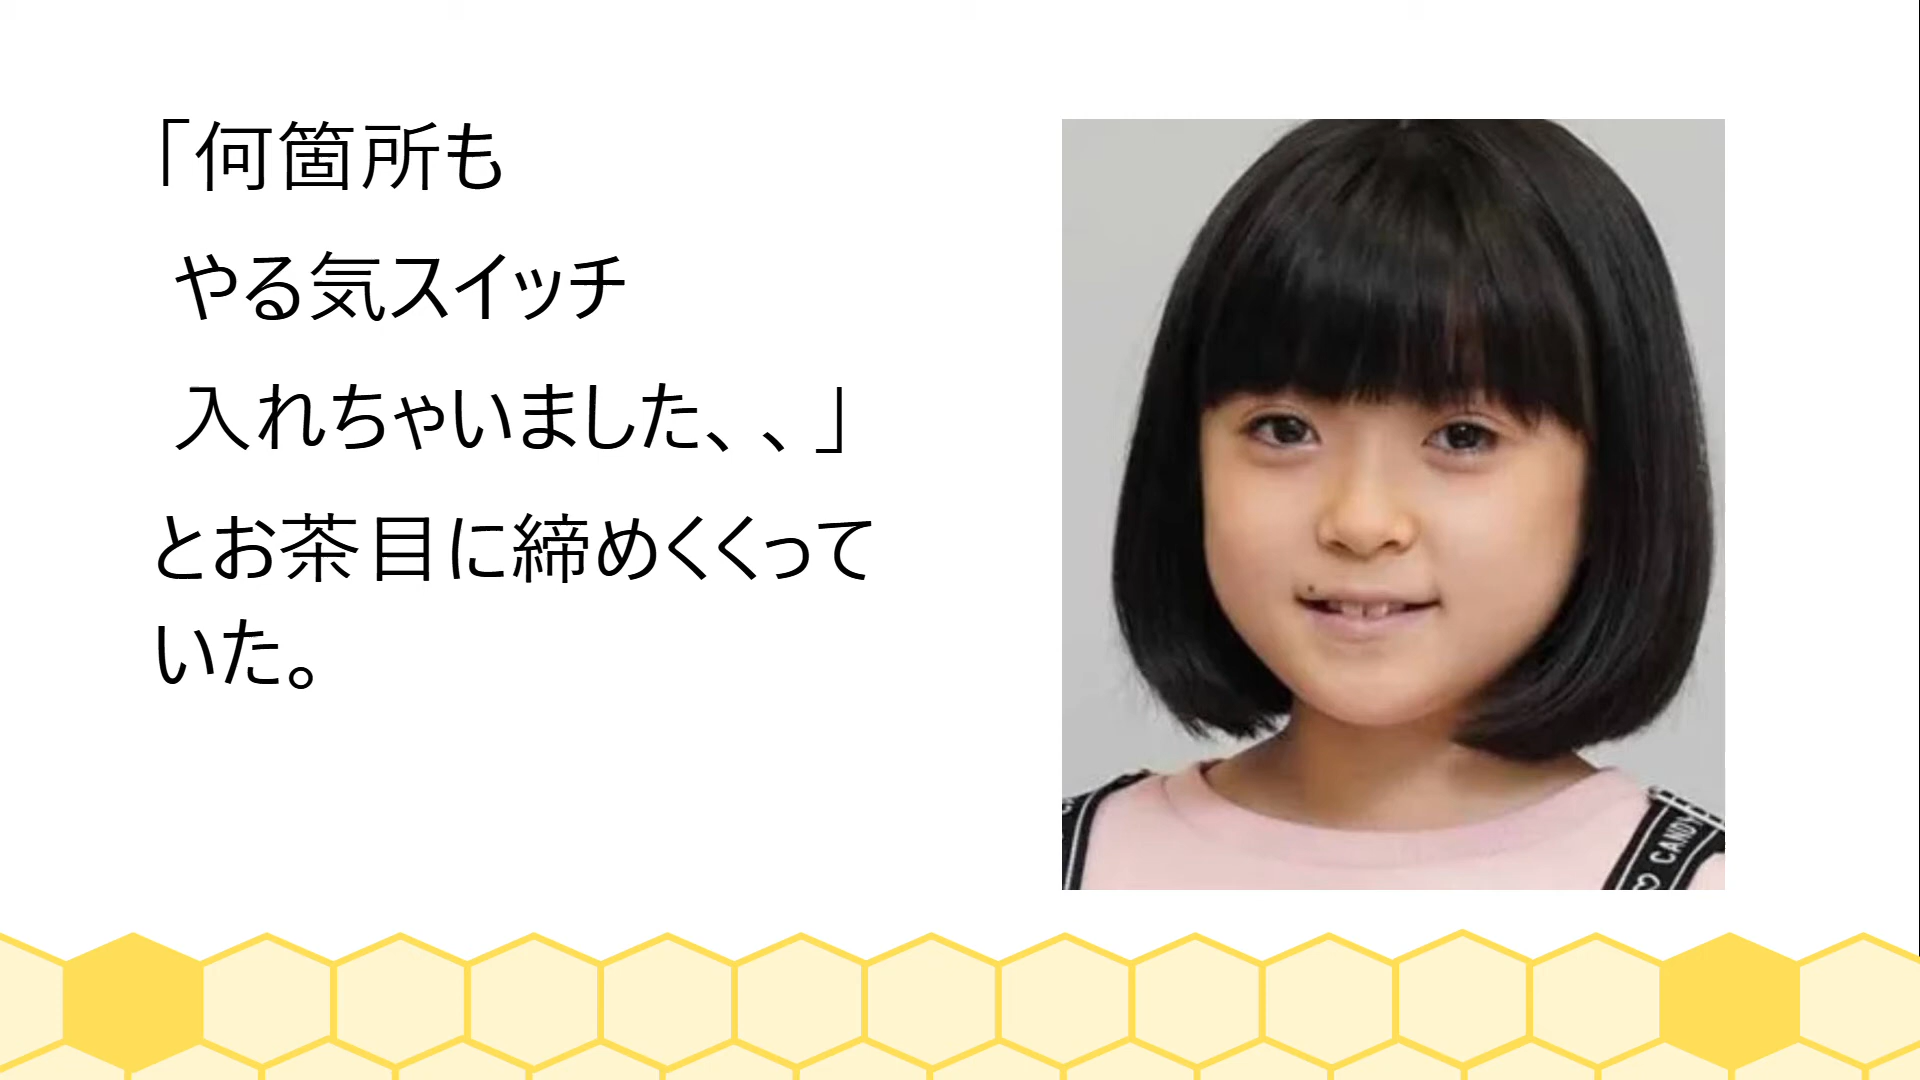 「何箇所も
やる気スイッチ
入れちゃいました、、」
とお茶目に締めくくって
いた。
CANDY